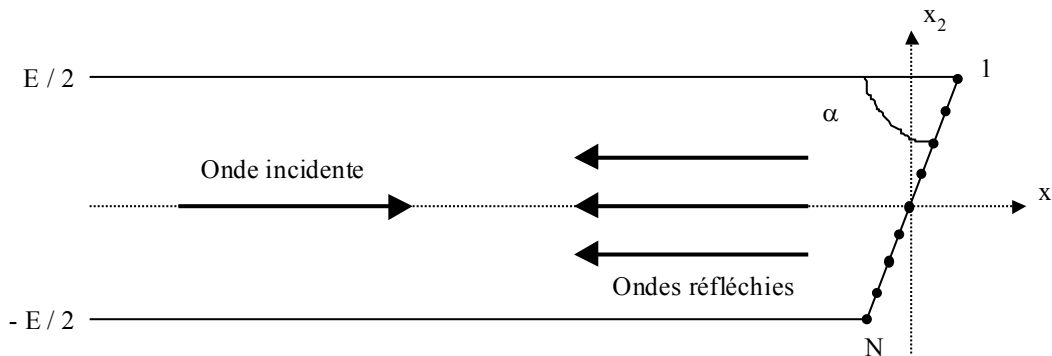 x₂
E / 2
1
α
Onde incidente
x
Ondes réfléchies
- E / 2
N